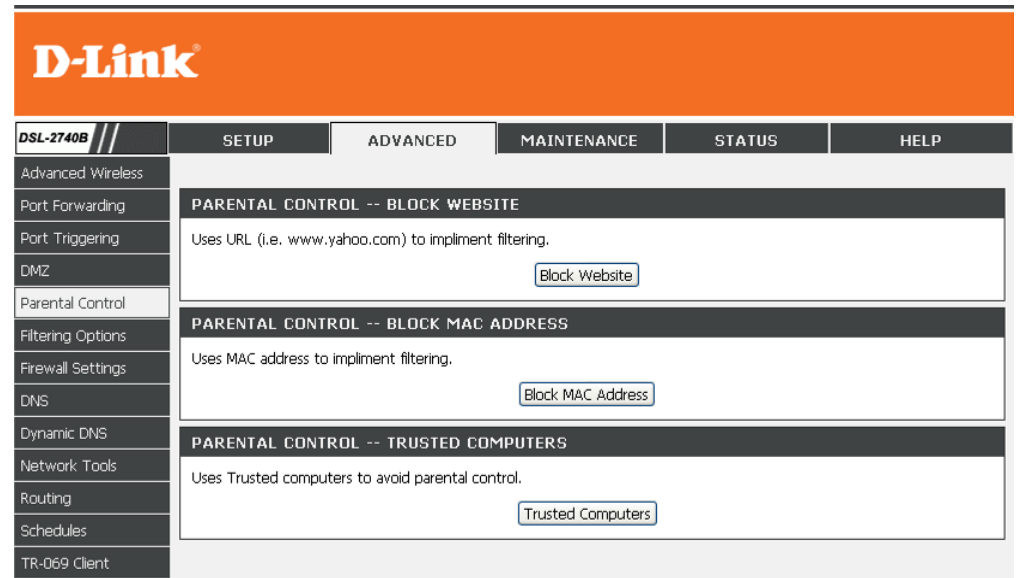 D-Link®
DSL-2740B
SETUP
ADVANCED
MAINTENANCE
STATUS
HELP
Advanced Wireless
Port Forwarding
Port Triggering
DMZ
Parental Control
Filtering Options
Firewall Settings
DNS
Dynamic DNS
Network Tools
Routing
Schedules
TR-069 Client
PARENTAL CONTROL -- BLOCK WEBSITE
Uses URL (i.e. www.yahoo.com) to impliment filtering.
Block Website
PARENTAL CONTROL -- BLOCK MAC ADDRESS
Uses MAC address to impliment filtering.
Block MAC Address
PARENTAL CONTROL -- TRUSTED COMPUTERS
Uses Trusted computers to avoid parental control.
Trusted Computers